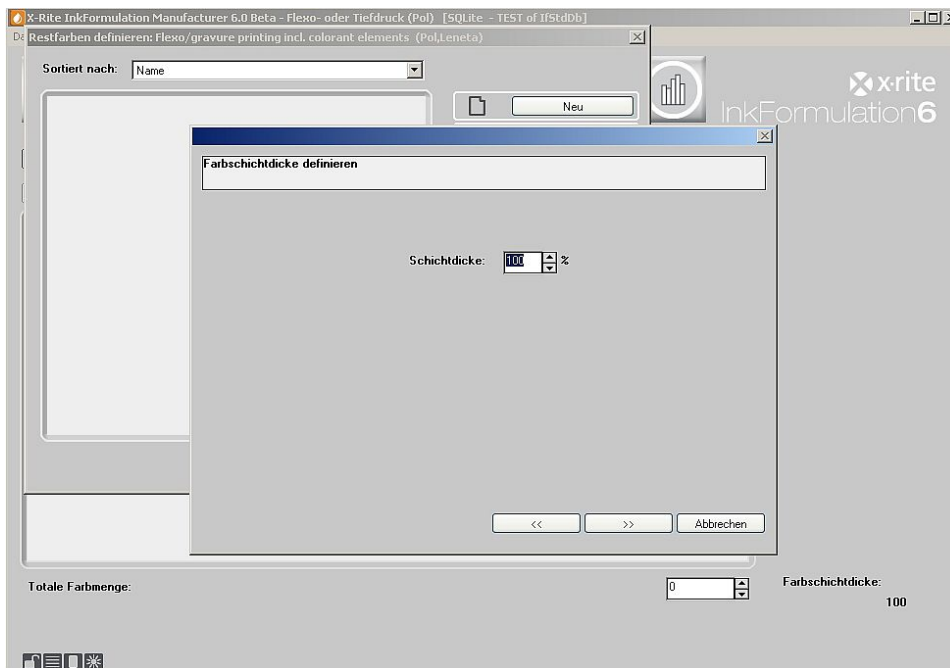 X-Rite InkFormulation Manufacturer 6.0 Beta - Flexo- oder Tiefdruck (Pol) [SQLite - TEST of IfStdDb]
Da
Restfarben definieren: Flexo/gravure printing incl. colorant elements (Pol,Leneta)
Sortiert nach:
Name
Neu
x·rite
InkFormulation6
Farbschichtdicke definieren
Schichtdicke:
100
%
<<
>>
Abbrechen
Totale Farbmenge:
0
Farbschichtdicke:
100